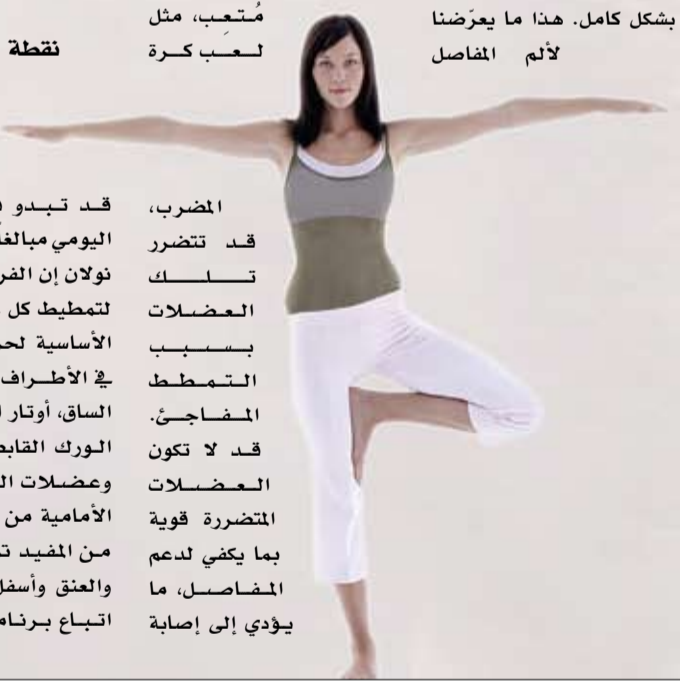 بشكل كامل. هذا ما يعرّضنا
لألم المفاصل
مُتعِب، مثل
لعب كرة
المضرب،
قد تتضرر
تلك
العضلات
بسبب
التمطط
المفاجئ.
قد لا تكون
العضلات
المتضررة قوية
بما يكفي لدعم
المفاصل، ما
يؤدي إلى إصابة
نقطة
قد تبدو
اليومي مبالغاً
نولان إن
لتمطيط كل
الأساسية
في الأطراف
الساق، أوتار
الورك
وعضلات
الأمامية من
من المفيد
والعنق وأسفل
اتباع